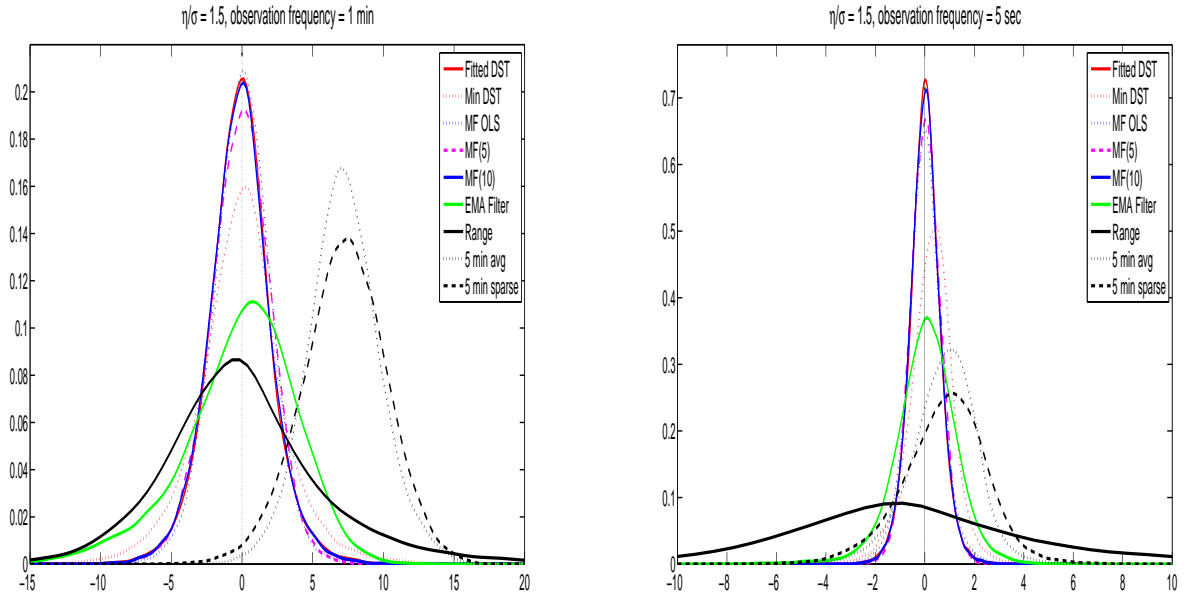 η/σ = 1.5, observation frequency = 1 min
0.2
0.18
0.16
0.14
0.12
0.1
0.08
0.06
0.04
0.02
0
−15
−10
−5
0
5
10
15
20
Fitted DST
Min DST
MF OLS
MF(5)
MF(10)
EMA Filter
Range
5 min avg
5 min sparse
η/σ = 1.5, observation frequency = 5 sec
0.7
0.6
0.5
0.4
0.3
0.2
0.1
0
−10
−8
−6
−4
−2
0
2
4
6
8
10
Fitted DST
Min DST
MF OLS
MF(5)
MF(10)
EMA Filter
Range
5 min avg
5 min sparse